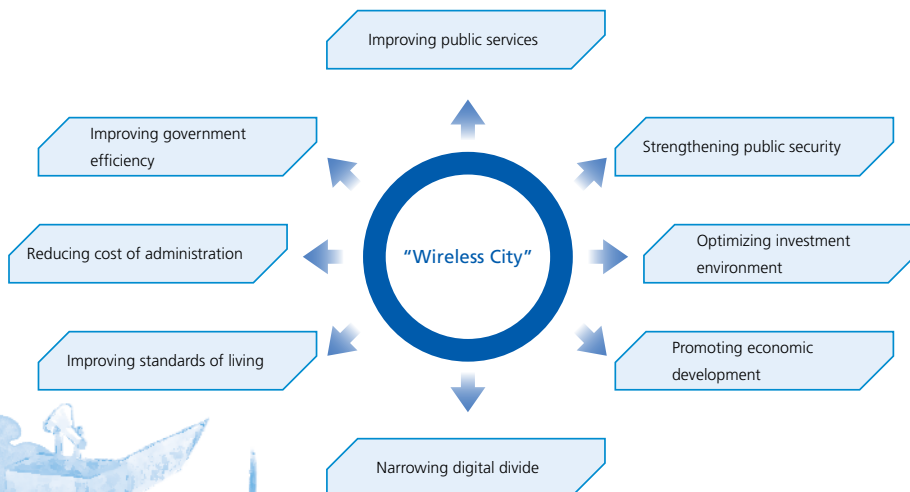 Improving public services
Improving government
efficiency
Strengthening public security
Reducing cost of administration
“Wireless City”
Optimizing investment
environment
Improving standards of living
Promoting economic
development
Narrowing digital divide